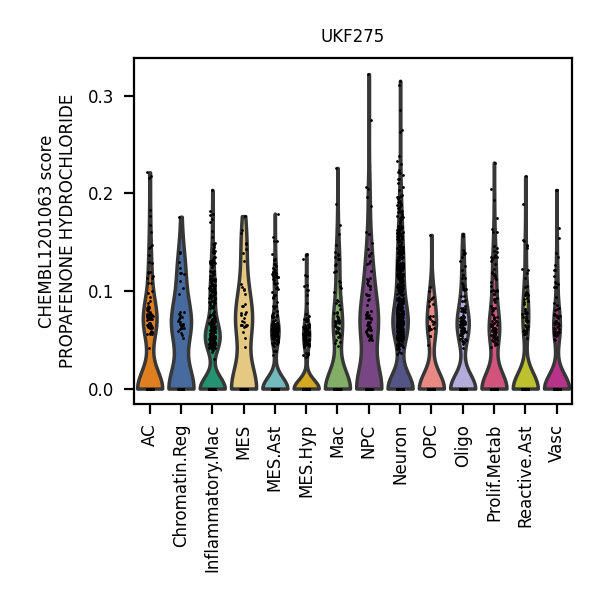 UKF275
CHEMBL1201063 score
PROPAFENONE HYDROCHLORIDE
0.3
0.2
0.1
0.0
AC
Chromatin.Reg
Inflammatory.Mac
MES
MES.Ast
MES.Hyp
Mac
NPC
Neuron
OPC
Oligo
Prolif.Metab
Reactive.Ast
Vasc